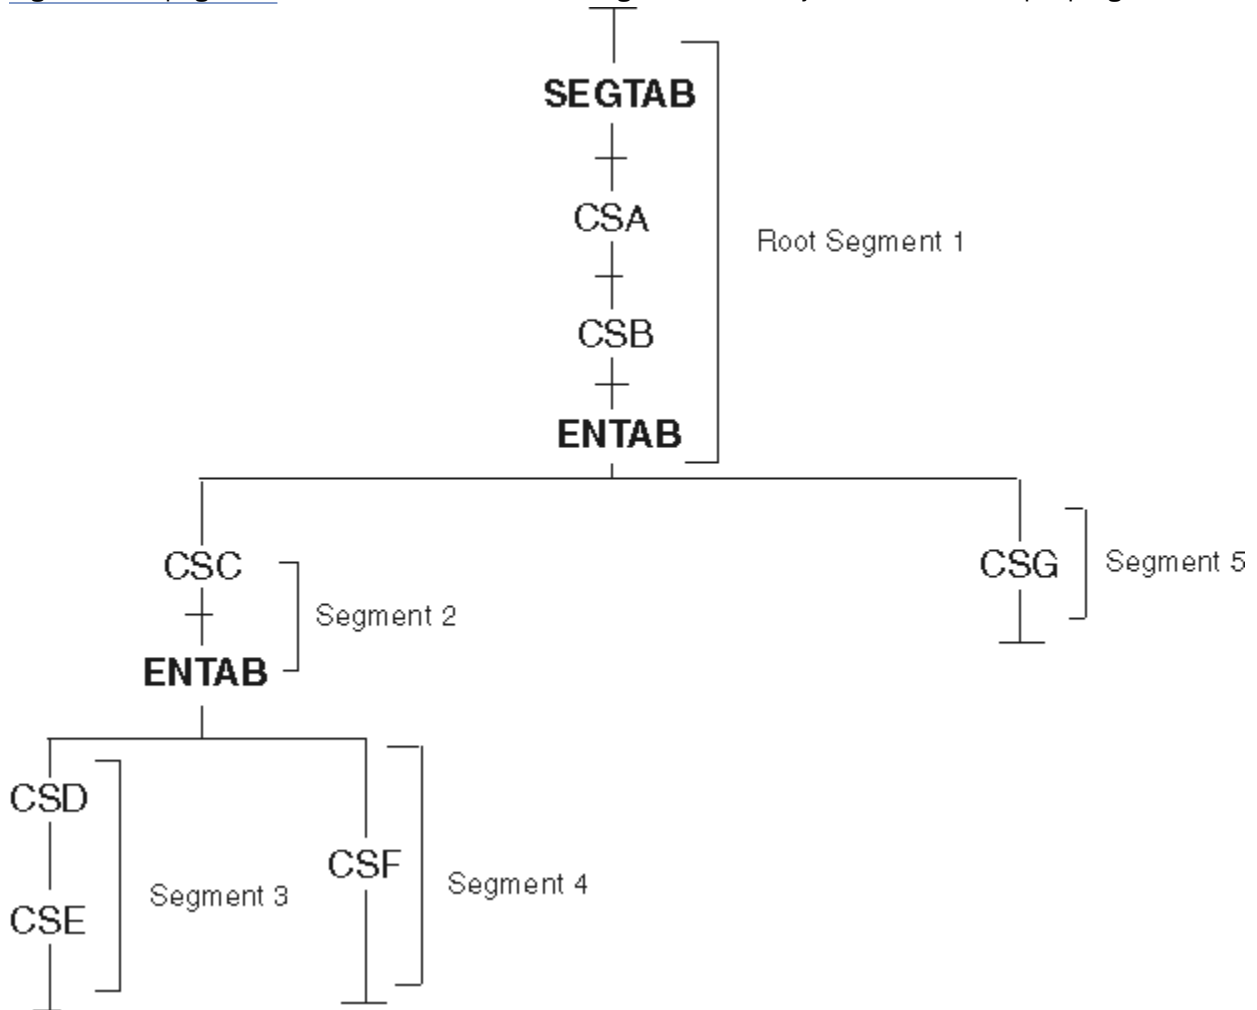 SEGTAB
CSA
Root Segment 1
CSB
ENTAB
CSC
CSG
Segment 5
Segment 2
ENTAB
CSD
CSF
Segment 4
Segment 3
CSE